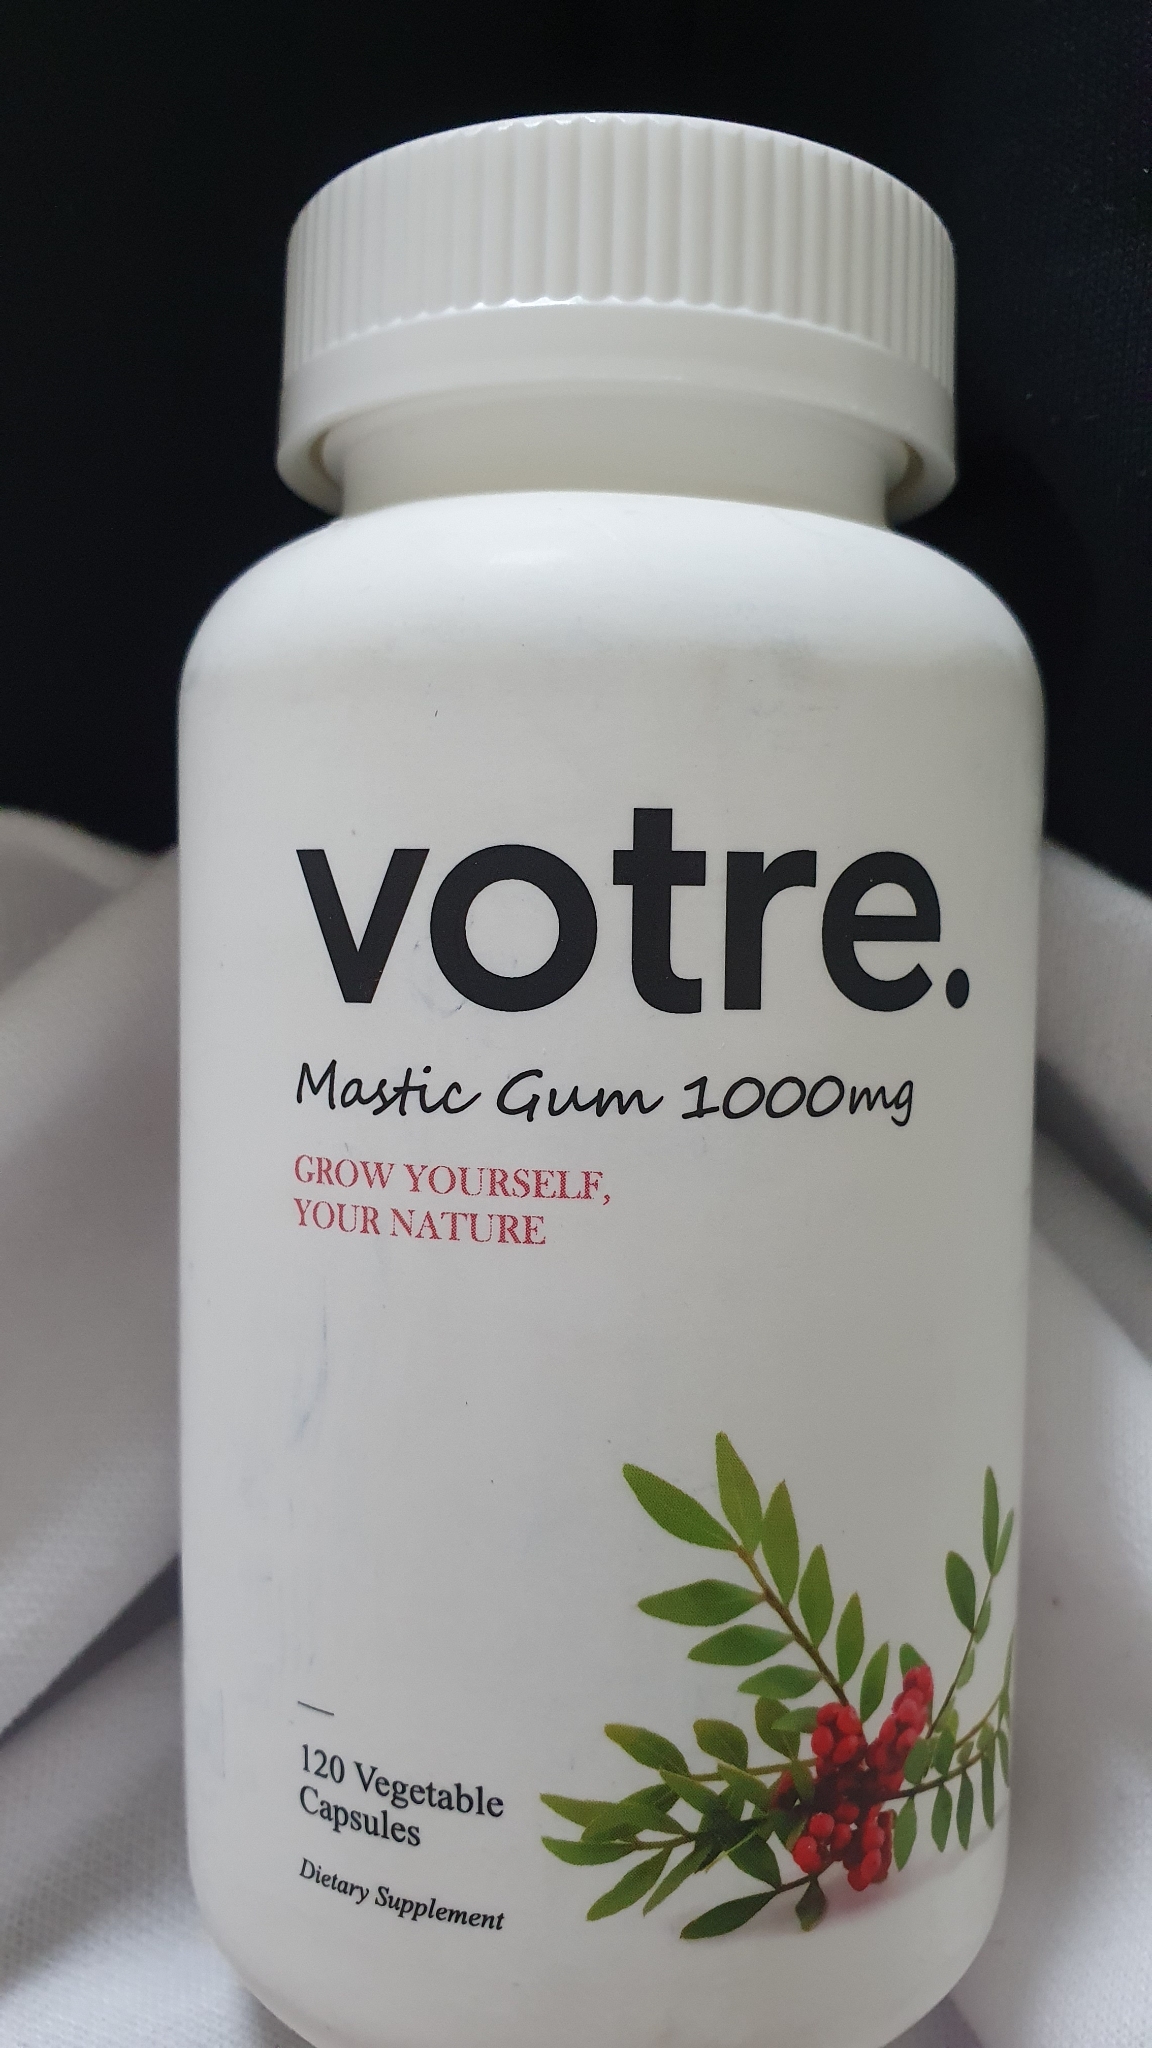 votre.
Mastic Gum 1000mg
GROW YOURSELF,
YOUR NATURE
120 Vegetable
Capsules
Dietary Supplement